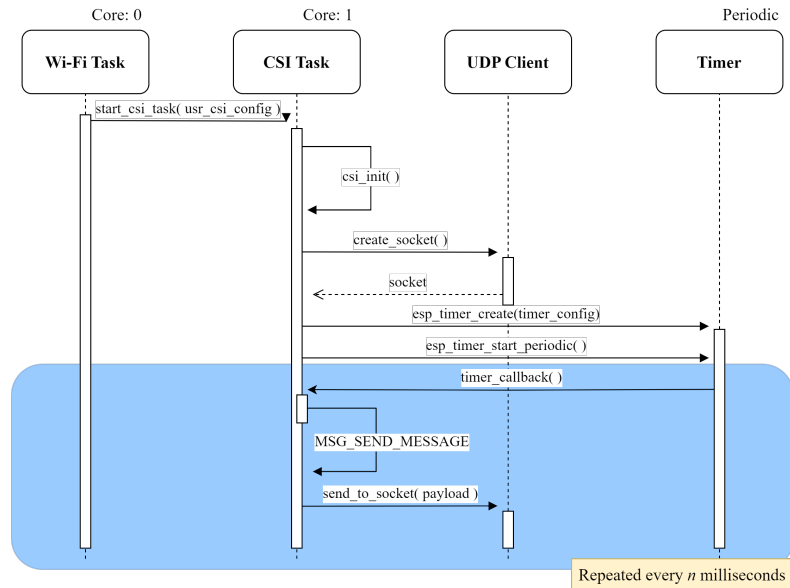 Core: 0
Core: 1
Periodic
Wi-Fi Task
CSI Task
UDP Client
Timer
start_csi_task( usr_csi_config )
csi_init( )
create_socket( )
socket
esp_timer_create(timer_config)
esp_timer_start_periodic( )
timer_callback( )
MSG_SEND_MESSAGE
send_to_socket( payload )
Repeated every n milliseconds